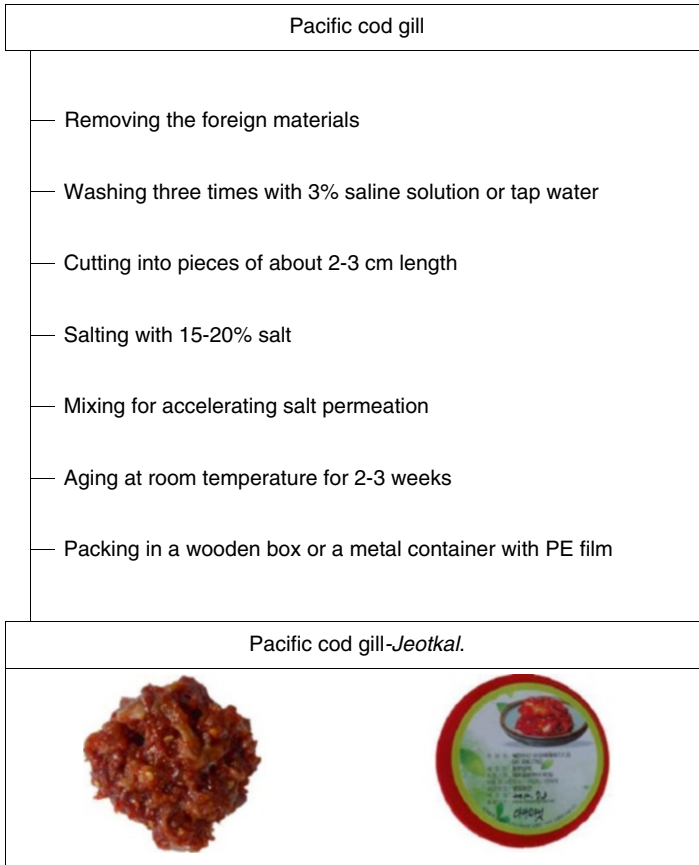 Pacific cod gill
Removing the foreign materials
Washing three times with 3% saline solution or tap water
Cutting into pieces of about 2-3 cm length
Salting with 15-20% salt
Mixing for accelerating salt permeation
Aging at room temperature for 2-3 weeks
Packing in a wooden box or a metal container with PE film
Pacific cod gill-Jeotkal.